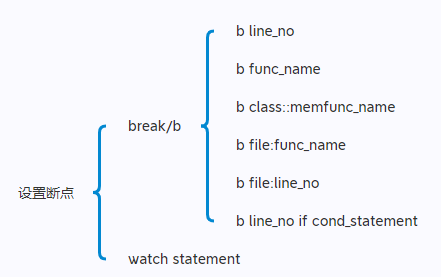 设置断点
break/b
b line_no
b func_name
b class::memfunc_name
b file:func_name
b file:line_no
b line_no if cond_statement
watch statement